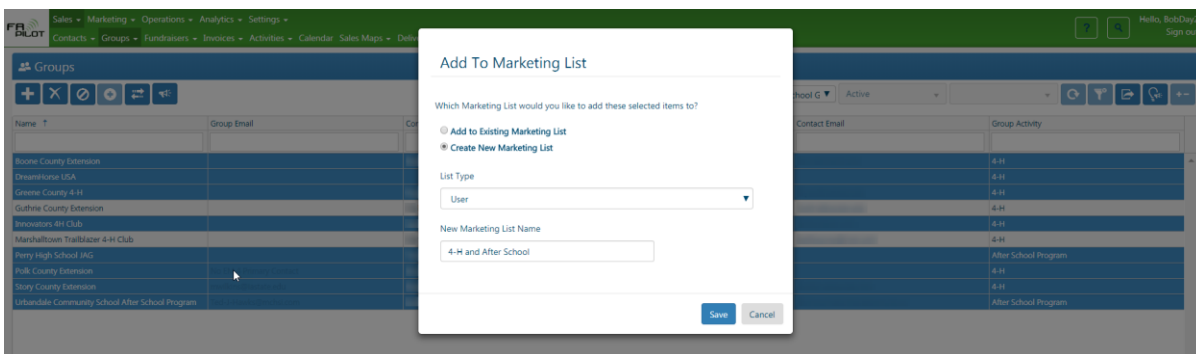 FR PILOT
Sales Marketing Operations Analytics Settings
Contacts Groups Fundraisers Invoices Activities Calendar Sales Maps
? Hello, BobDay
Sign ou
Groups
Active
Name ↑ Group Email Contact Email Group Activity
Boone County Extension 4-H
DreamHorse USA 4-H
Greene County 4-H 4-H
Guthrie County Extension 4-H
Innovators 4H Club 4-H
Marshalltown Trailblazer 4-H Club 4-H
Perry High School JAG After School Program
Polk County Extension 4-H
Story County Extension 4-H
Urbandale Community School After School Program After School Program
Add To Marketing List
Which Marketing List would you like to add these selected items to?
Add to Existing Marketing List
Create New Marketing List
List Type
User
New Marketing List Name
4-H and After School
Save Cancel